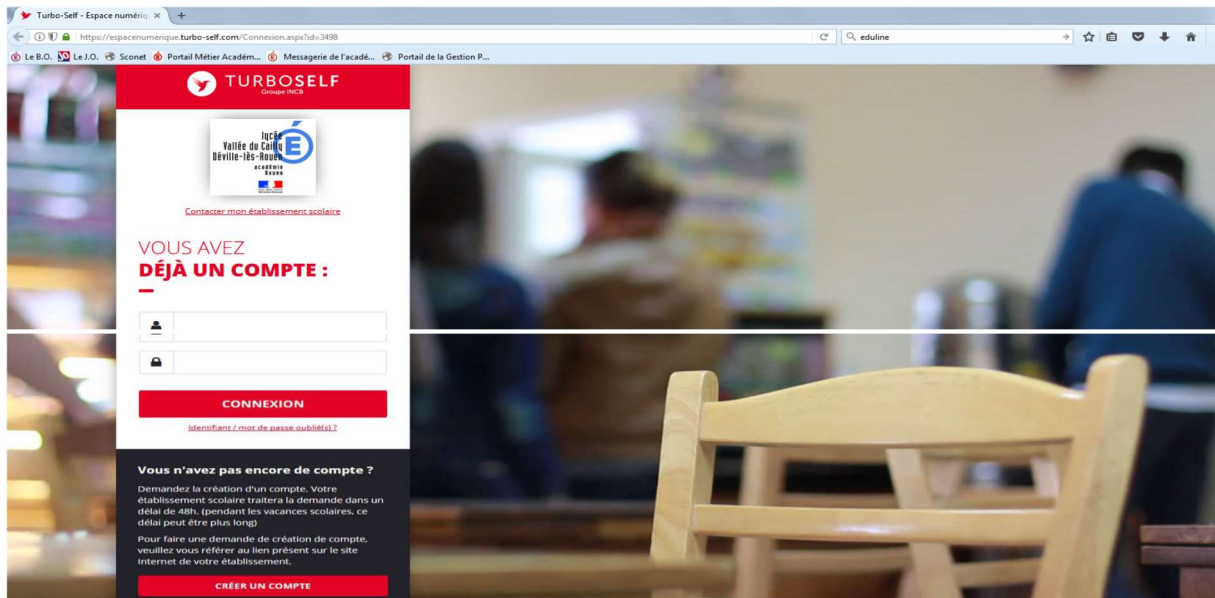 Turbo-Self - Espace numériq
https://espacenumerique.turbo-self.com/Connexion.aspx?id=3498
eduline
Le B.O. Le J.O. Sconet Portail Métier Académ... Messagerie de l'acadé... Portail de la Gestion P...
TURBOSELF
Groupe INCB
lycée
Vallée du Cailly
Déville-lès-Rouen
académie
Rouen
Contacter mon établissement scolaire
VOUS AVEZ
DÉJÀ UN COMPTE :
CONNEXION
Identifiant / mot de passe oublié(s) ?
Vous n'avez pas encore de compte ?
Demandez la création d'un compte. Votre
établissement scolaire traitera la demande dans un
délai de 48h. (pendant les vacances scolaires, ce
délai peut être plus long)
Pour faire une demande de création de compte,
veuillez vous référer au lien présent sur le site
Internet de votre établissement.
CRÉER UN COMPTE